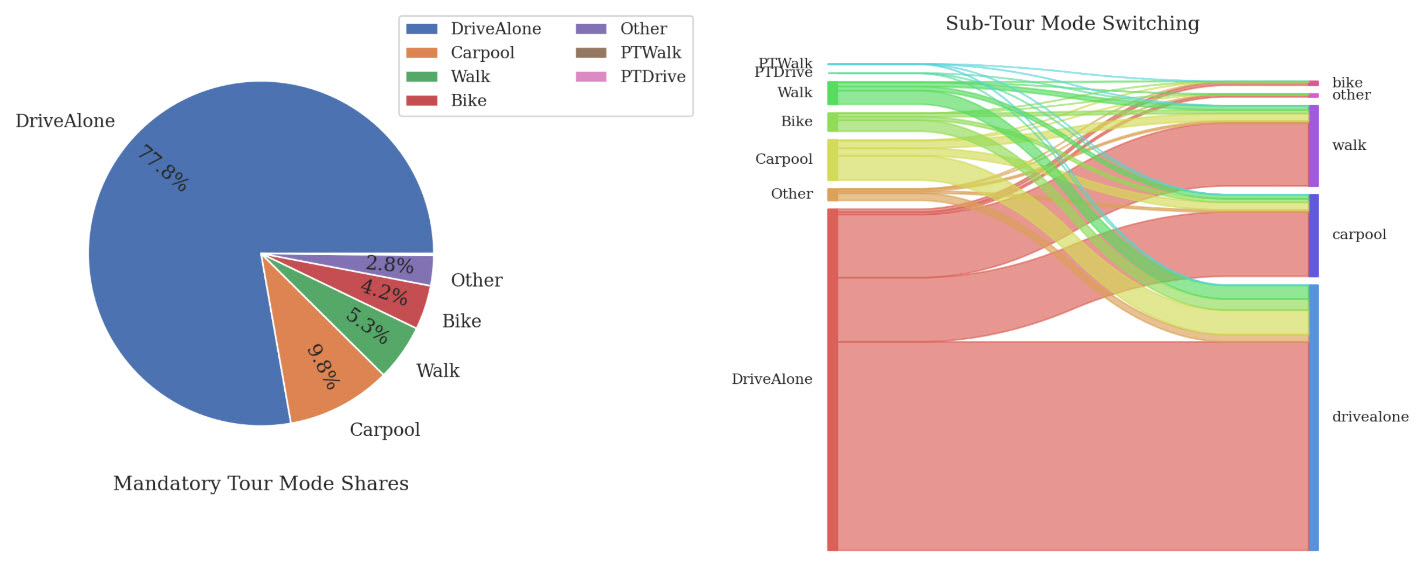 DriveAlone
Carpool
Walk
Bike
Other
PTWalk
PTDrive
DriveAlone
77.8%
2.8%
Other
4.2%
Bike
5.3%
Walk
9.8%
Carpool
Mandatory Tour Mode Shares
Sub-Tour Mode Switching
PTWalk
PTDrive
Walk
Bike
Carpool
Other
DriveAlone
bike
other
walk
carpool
drivealone